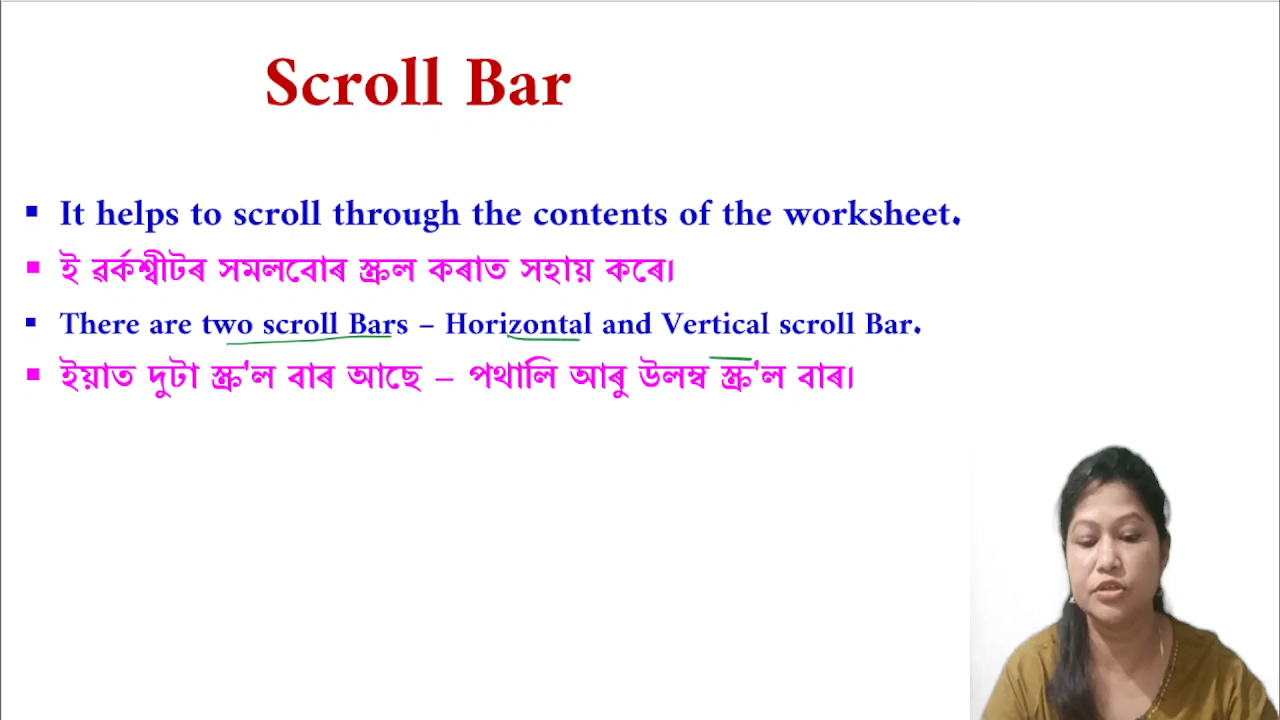 Scroll Bar
▪ It helps to scroll through the contents of the worksheet.
▪ ই ৱৰ্কশ্বীটৰ সমলবোৰ স্ক্ৰল কৰাত সহায় কৰে।
▪ There are two scroll Bars – Horizontal and Vertical scroll Bar.
▪ ইয়াত দুটা স্ক্ৰ'ল বাৰ আছে – পথালি আৰু উলম্ব স্ক্ৰ'ল বাৰ।